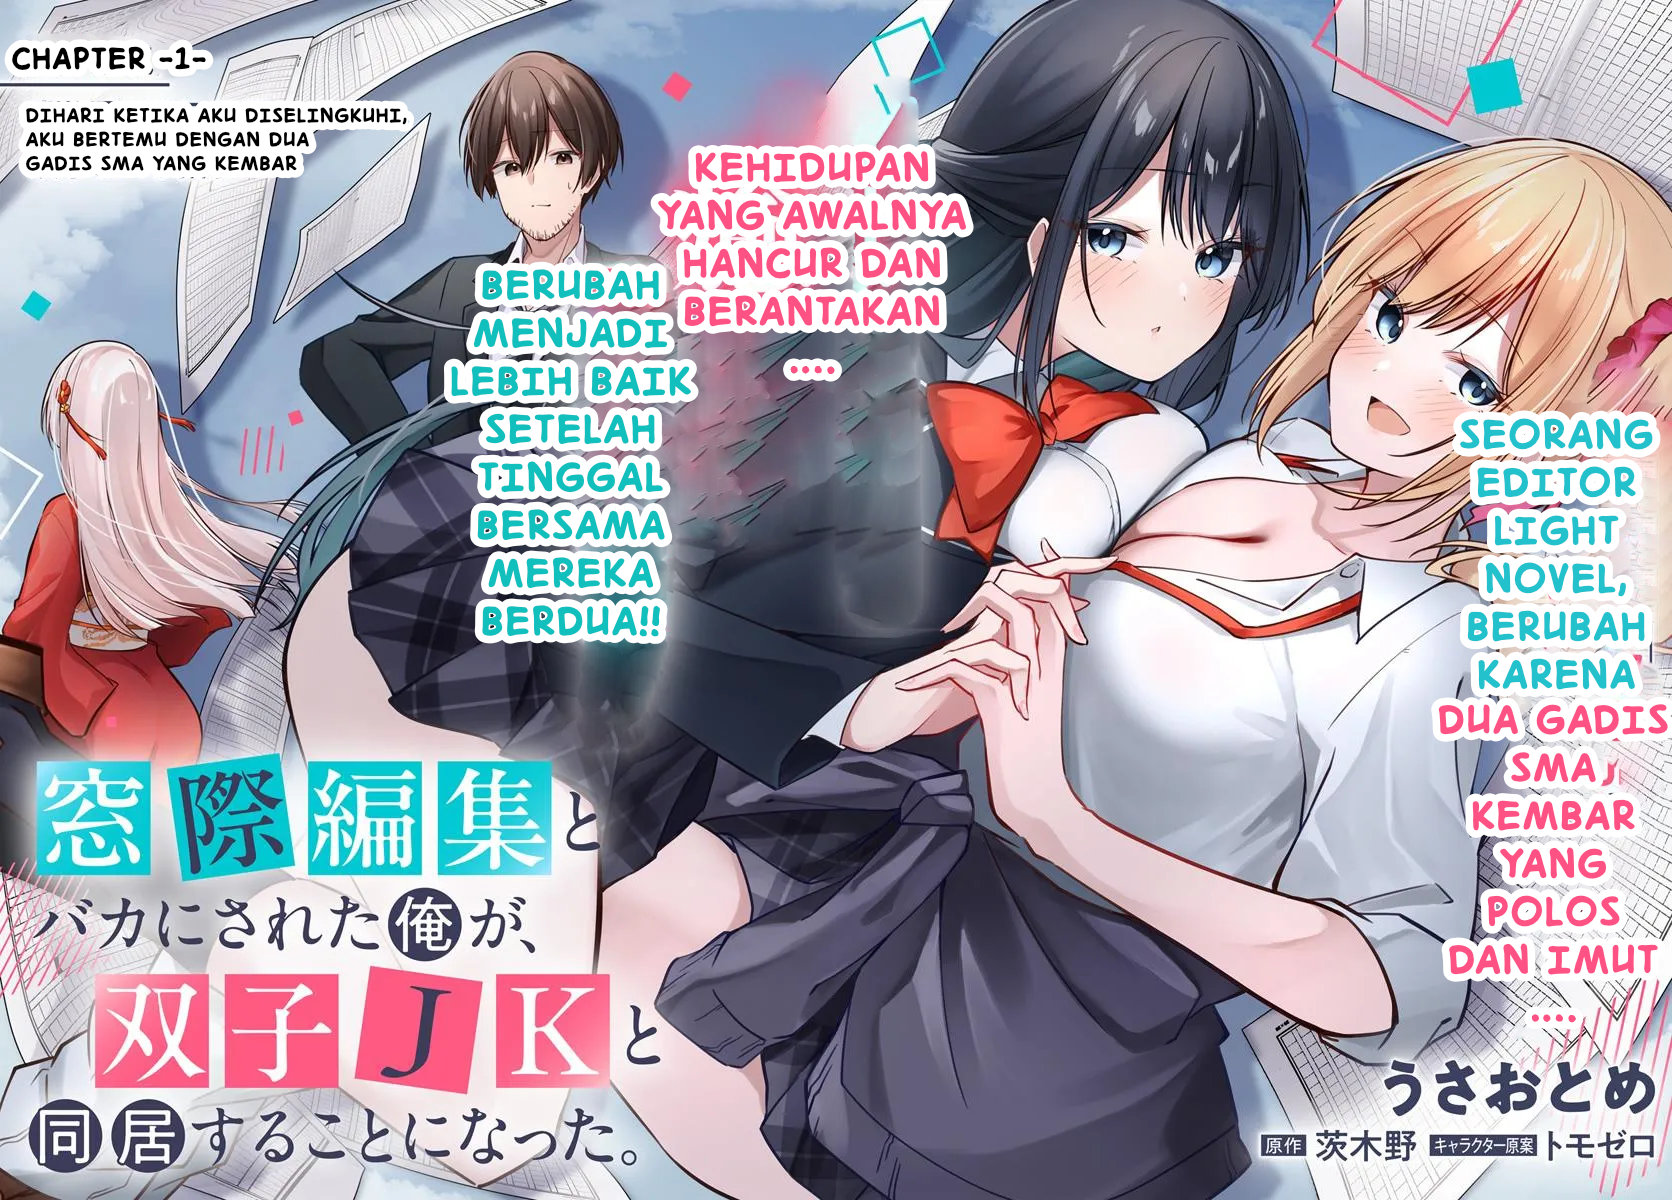 CHAPTER -1-
DIHARI KETIKA AKU DISELINGKUHI,
AKU BERTEMU DENGAN DUA
GADIS SMA YANG KEMBAR
SEORANG
EDITOR
LIGHT
NOVEL,
BERUBAH
KARENA
DUA GADIS
SMA
KEMBAR
YANG
POLOS
DAN IMUT
....
KEHIDUPAN
YANG AWALNYA
HANCUR DAN
BERANTAKAN
....
BERUBAH
MENJADI
LEBIH BAIK
SETELAH
TINGGAL
BERSAMA
MEREKA
BERDUA!!
窓際編集と
バカにされた俺が、
双子JKと
同居することになった。
うさおとめ
原作 茨木野 キャラクター原案 トモゼロ